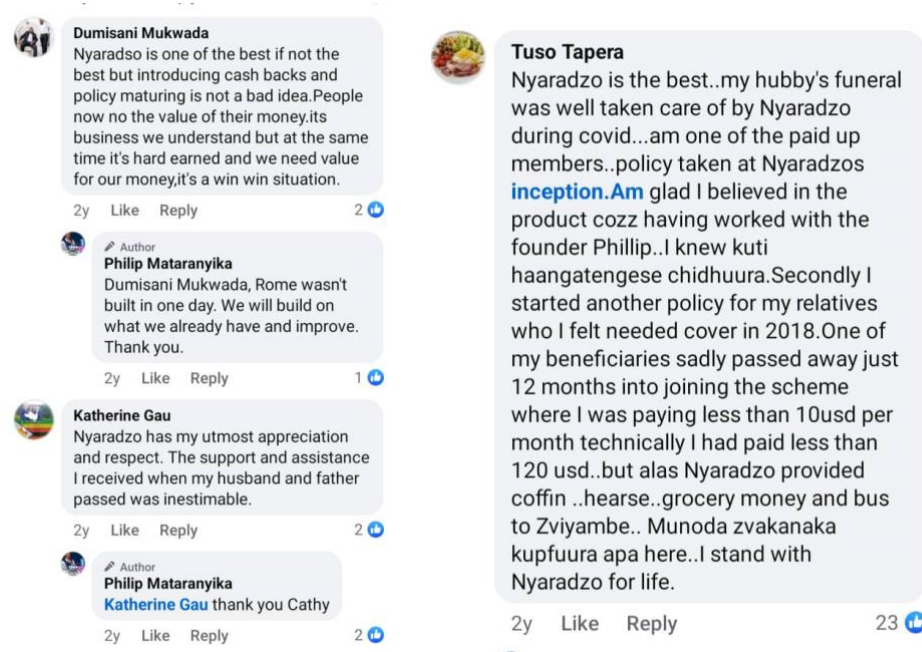 Dumisani Mukwada
Nyaradso is one of the best if not the
best but introducing cash backs and
policy maturing is not a bad idea.People
now no the value of their money.its
business we understand but at the same
time it's hard earned and we need value
for our money,it's a win win situation.
2y Like Reply 2
Author
Philip Mataranyika
Dumisani Mukwada, Rome wasn't
built in one day. We will build on
what we already have and improve.
Thank you.
2y Like Reply 1
Katherine Gau
Nyaradzo has my utmost appreciation
and respect. The support and assistance
I received when my husband and father
passed was inestimable.
2y Like Reply 2
Author
Philip Mataranyika
Katherine Gau thank you Cathy
2y Like Reply 2
Tuso Tapera
Nyaradzo is the best..my hubby's funeral
was well taken care of by Nyaradzo
during covid...am one of the paid up
members..policy taken at Nyaradzos
inception.Am glad I believed in the
product cozz having worked with the
founder Phillip..I knew kuti
haangatengese chidhuura.Secondly I
started another policy for my relatives
who I felt needed cover in 2018.One of
my beneficiaries sadly passed away just
12 months into joining the scheme
where I was paying less than 10usd per
month technically I had paid less than
120 usd..but alas Nyaradzo provided
coffin ..hearse..grocery money and bus
to Zviyambe.. Munoda zvakanaka
kupfuura apa here..I stand with
Nyaradzo for life.
2y Like Reply 23